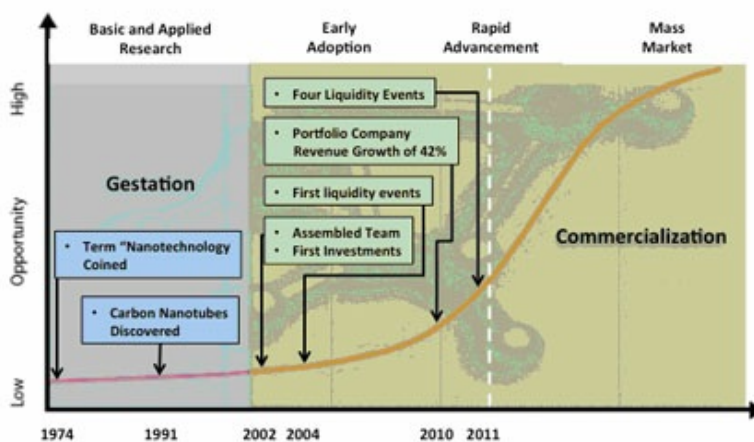 Basic and Applied
Research
Early
Adoption
Rapid
Advancement
Mass
Market
High
Opportunity
Low
• Four Liquidity Events
• Portfolio Company
Revenue Growth of 42%
Gestation
• First liquidity events
• Assembled Team
• First Investments
• Term "Nanotechnology
Coined
Commercialization
• Carbon Nanotubes
Discovered
1974
1991
2002
2004
2010
2011